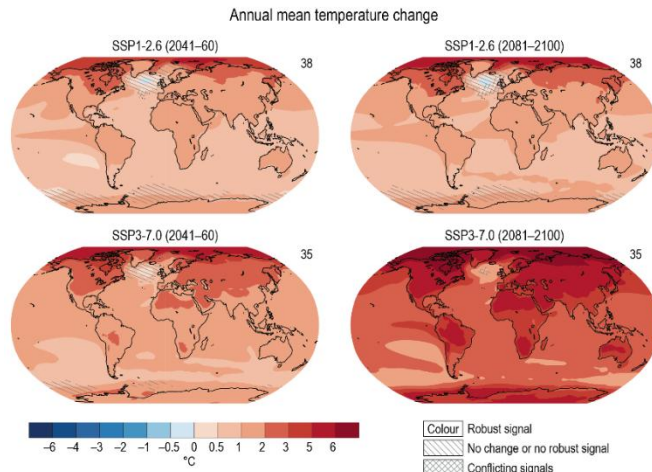 Annual mean temperature change
SSP1-2.6 (2041–60)
38
SSP1-2.6 (2081–2100)
38
SSP3-7.0 (2041–60)
35
SSP3-7.0 (2081–2100)
35
–6 –4 –3 –2 –1 –0.5 0 0.5 1 2 3 4 5 6
°C
Colour Robust signal
No change or no robust signal
Conflicting signals